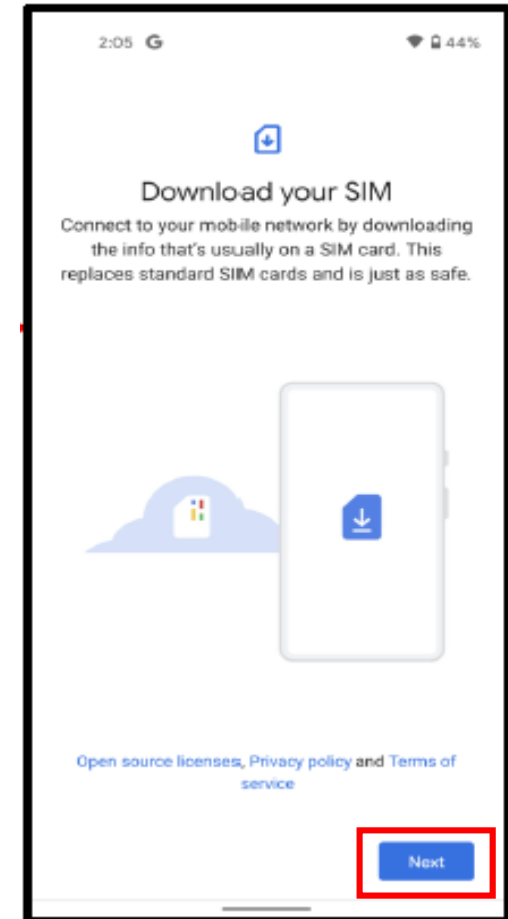 2:05 G 44%
Download your SIM
Connect to your mobile network by downloading
the info that's usually on a SIM card. This
replaces standard SIM cards and is just as safe.
Open source licenses, Privacy policy and Terms of
service
Next